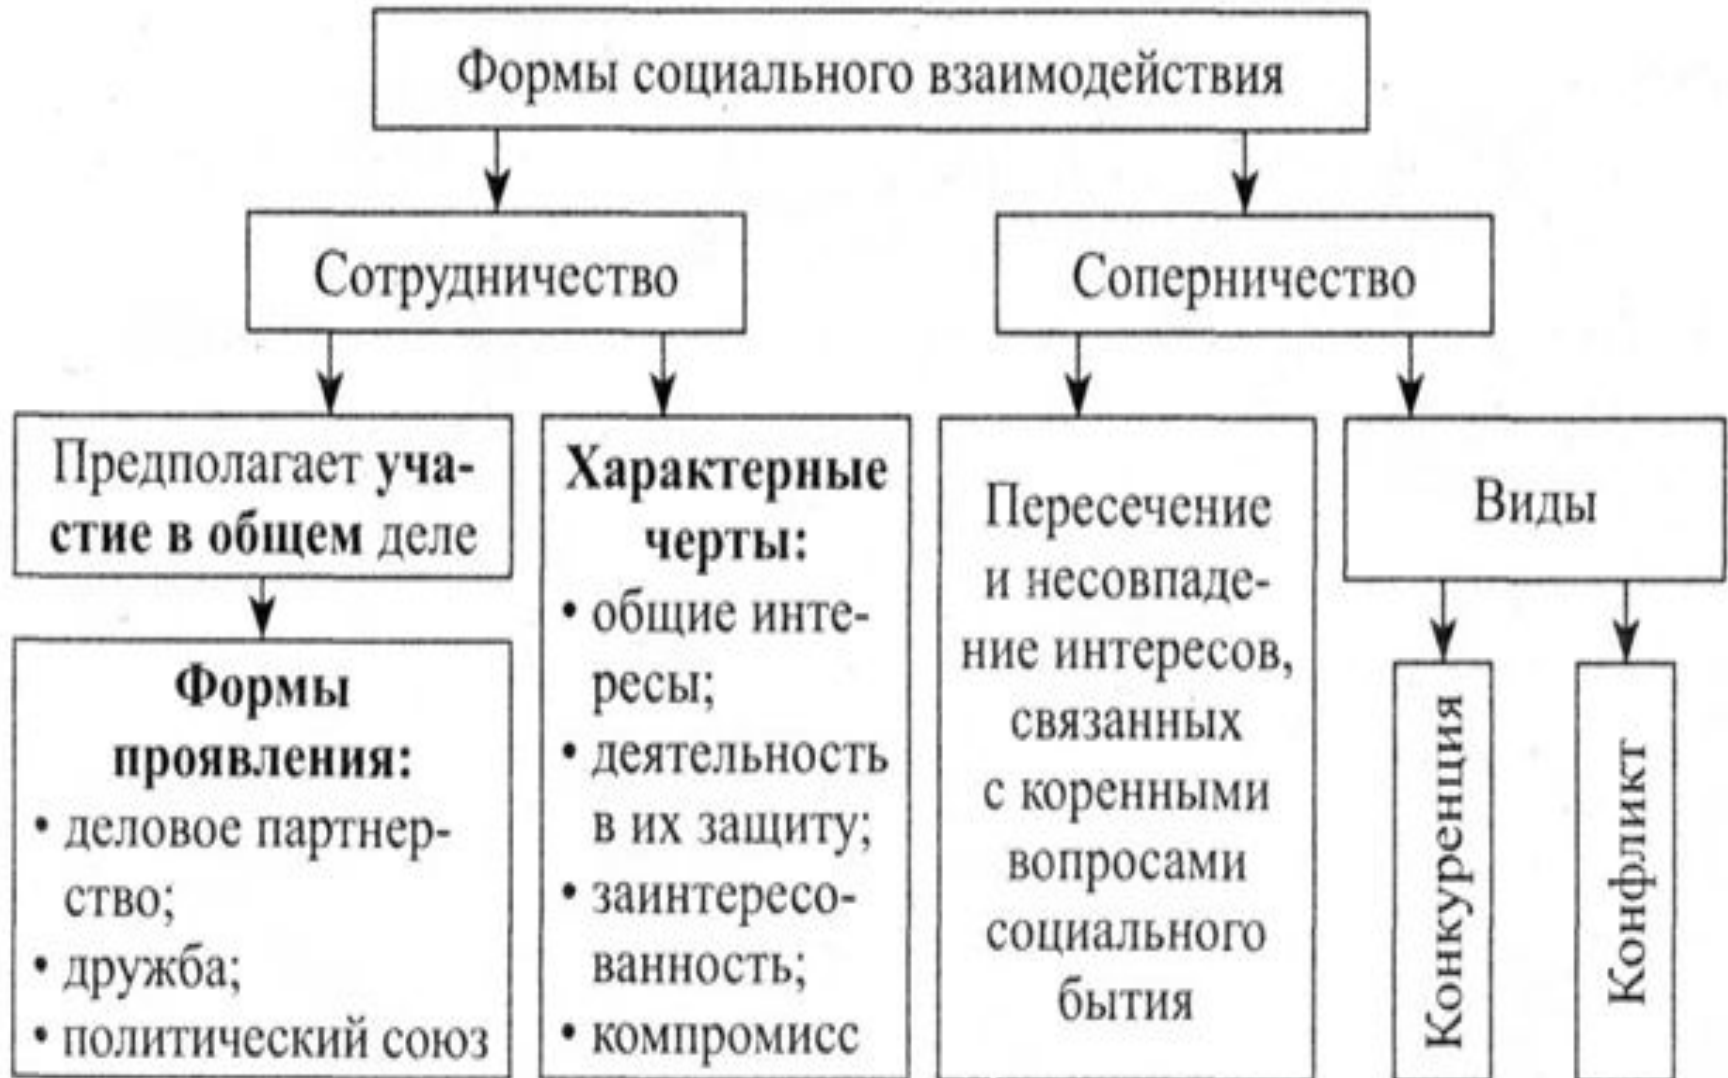 Формы социального взаимодействия
Сотрудничество
Соперничество
Предполагает уча-
стие в общем деле
Формы
проявления:
• деловое партнер-
ство;
• дружба;
• политический союз
Характерные
черты:
• общие инте-
ресы;
• деятельность
в их защиту;
• заинтересо-
ванность;
• компромисс
Пересечение
и несовпаде-
ние интересов,
связанных
с коренными
вопросами
социального
бытия
Виды
Конкуренция
Конфликт